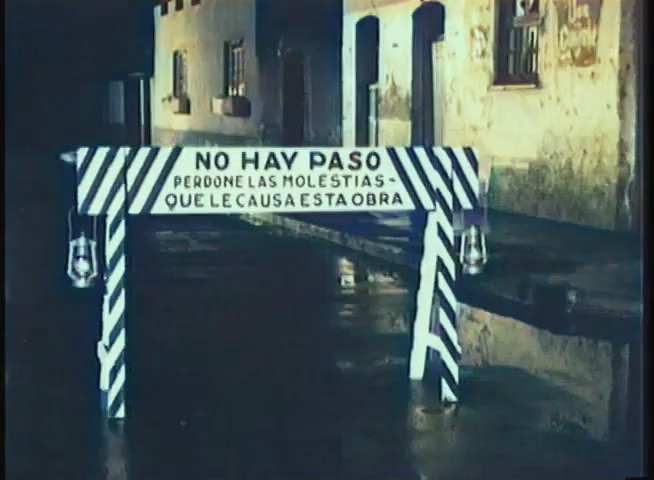 NO HAY PASO
PERDONE LAS MOLESTIAS-
QUE LE CAUSA ESTA OBRA